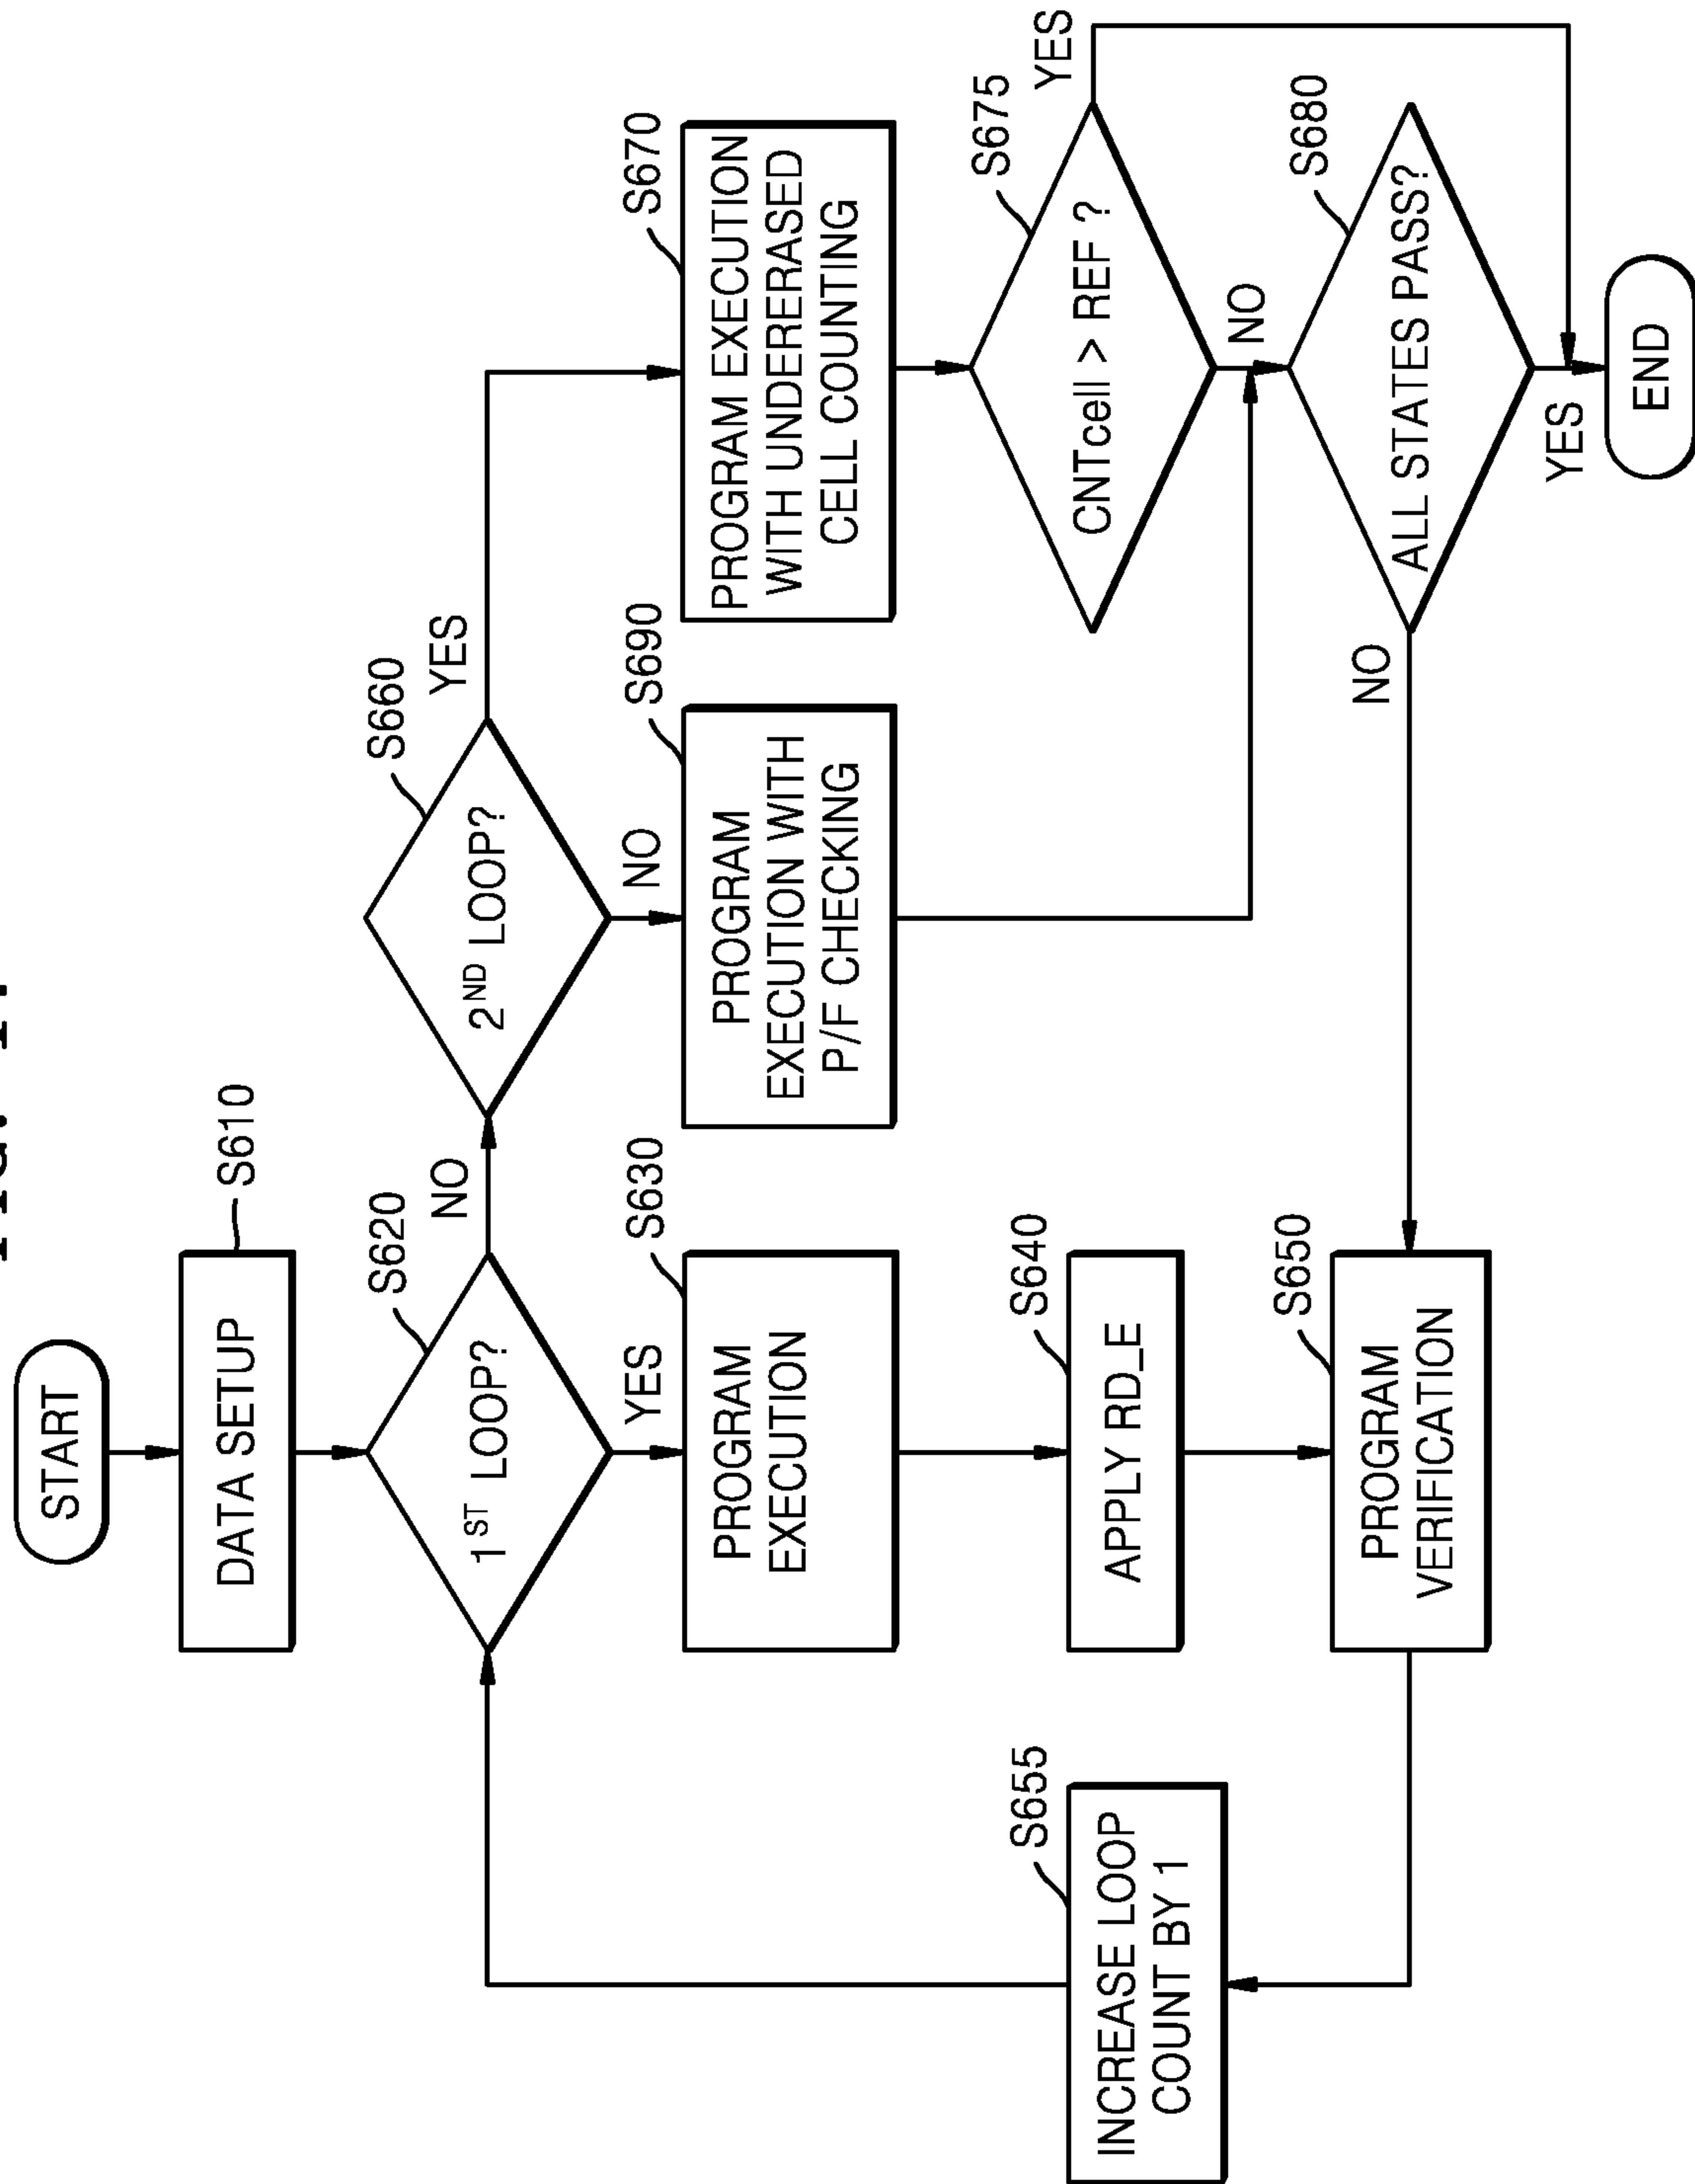 START
DATA SETUP
S610
1ST LOOP?
S620
NO
2ND LOOP?
S660
YES
YES
PROGRAM
EXECUTION
S630
NO
PROGRAM
EXECUTION WITH
P/F CHECKING
S690
PROGRAM EXECUTION
WITH UNDERERASED
CELL COUNTING
S670
APPLY RD_E
S640
INCREASE LOOP
COUNT BY 1
S655
CNTcell > REF ?
S675
YES
NO
PROGRAM
VERIFICATION
S650
NO
ALL STATES PASS?
S680
YES
END